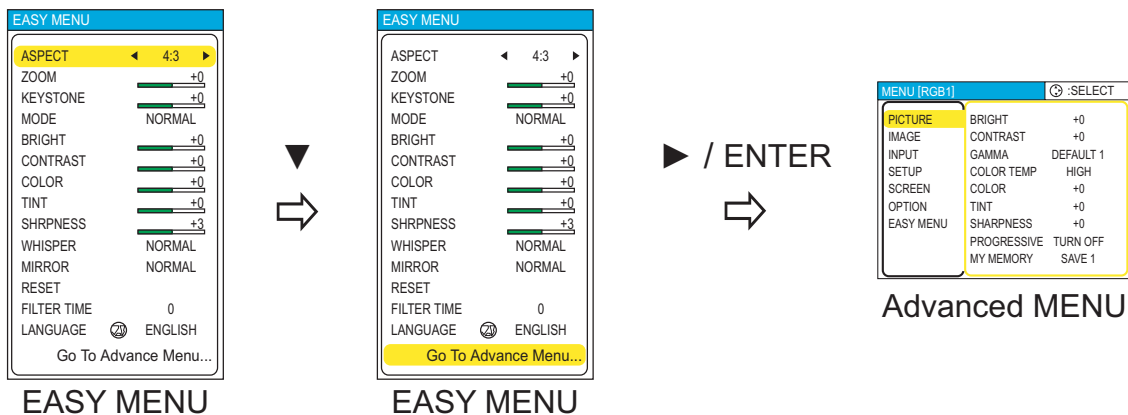 EASY MENU
ASPECT 4:3
ZOOM +0
KEYSTONE +0
MODE NORMAL
BRIGHT +0
CONTRAST +0
COLOR +0
TINT +0
SHRPNESS +3
WHISPER NORMAL
MIRROR NORMAL
RESET
FILTER TIME 0
LANGUAGE ENGLISH
Go To Advance Menu...
EASY MENU
▼
EASY MENU
ASPECT 4:3
ZOOM +0
KEYSTONE +0
MODE NORMAL
BRIGHT +0
CONTRAST +0
COLOR +0
TINT +0
SHRPNESS +3
WHISPER NORMAL
MIRROR NORMAL
RESET
FILTER TIME 0
LANGUAGE ENGLISH
Go To Advance Menu...
EASY MENU
► / ENTER
MENU [RGB1] :SELECT
PICTURE BRIGHT +0
IMAGE CONTRAST +0
INPUT GAMMA DEFAULT 1
SETUP COLOR TEMP HIGH
SCREEN COLOR +0
OPTION TINT +0
EASY MENU SHARPNESS +0
PROGRESSIVE TURN OFF
MY MEMORY SAVE 1
Advanced MENU